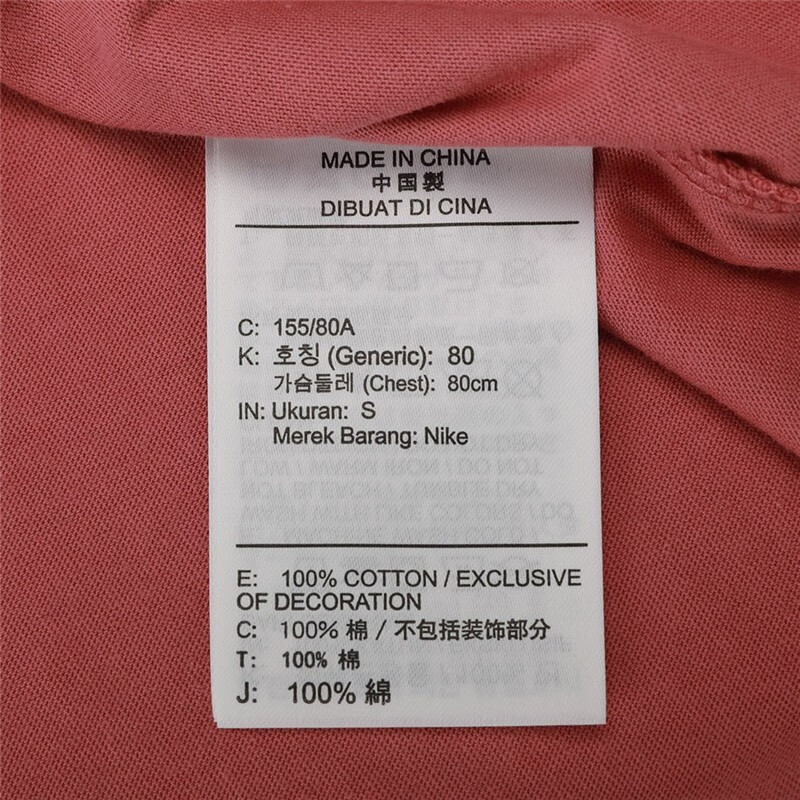 MADE IN CHINA
中国製
DIBUAT DI CINA
C: 155/80A
K: 호칭 (Generic): 80
가슴둘레 (Chest): 80cm
IN: Ukuran: S
Merek Barang: Nike
E: 100% COTTON / EXCLUSIVE
OF DECORATION
C: 100% 棉 / 不包括装饰部分
T: 100% 棉
J: 100% 綿